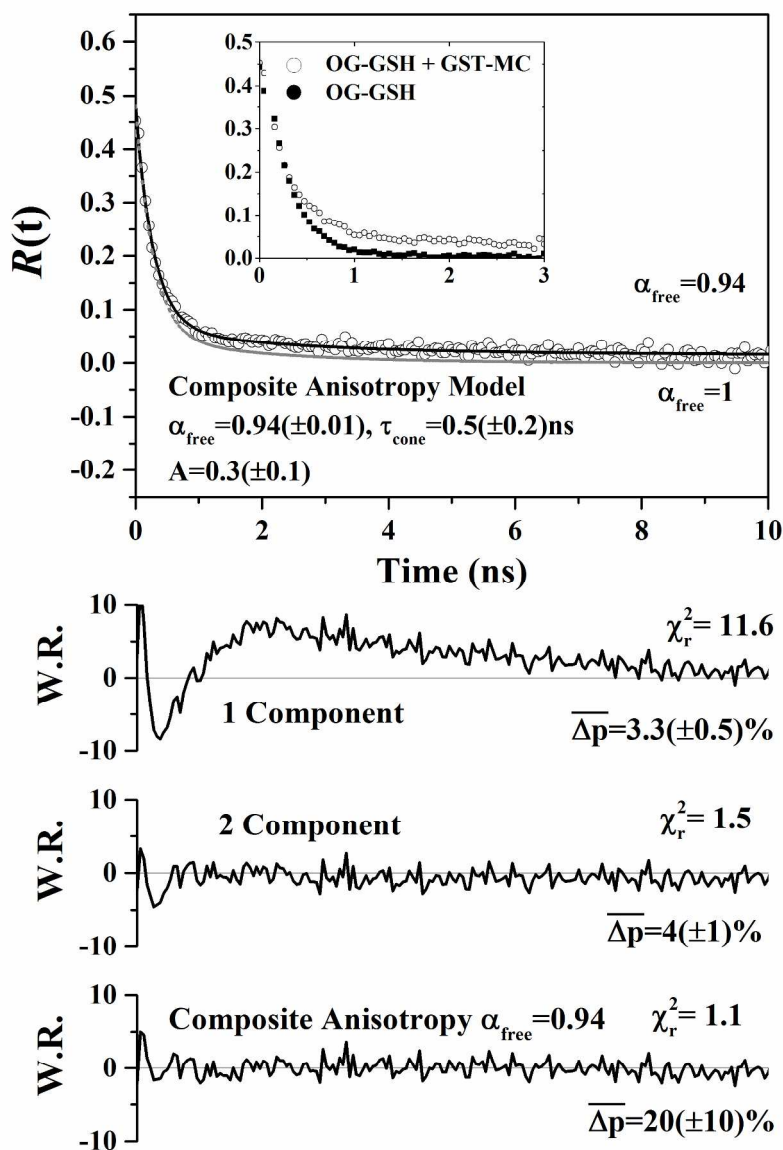 0.6
0.5
0.4
0.3
0.2
0.1
0.0
-0.1
-0.2
R(t)
0.5
0.4
0.3
0.2
0.1
0.0
0 1 2 3
OG-GSH + GST-MC
OG-GSH
α_free=0.94
α_free=1
Composite Anisotropy Model
α_free=0.94(±0.01), τ_cone=0.5(±0.2)ns
A=0.3(±0.1)
0 2 4 6 8 10
Time (ns)
10
0
-10
W.R.
χ_r^2= 11.6
1 Component
Δp=3.3(±0.5)%
10
0
-10
W.R.
2 Component
χ_r^2= 1.5
Δp=4(±1)%
10
0
-10
W.R.
Composite Anisotropy α_free=0.94
χ_r^2= 1.1
Δp=20(±10)%